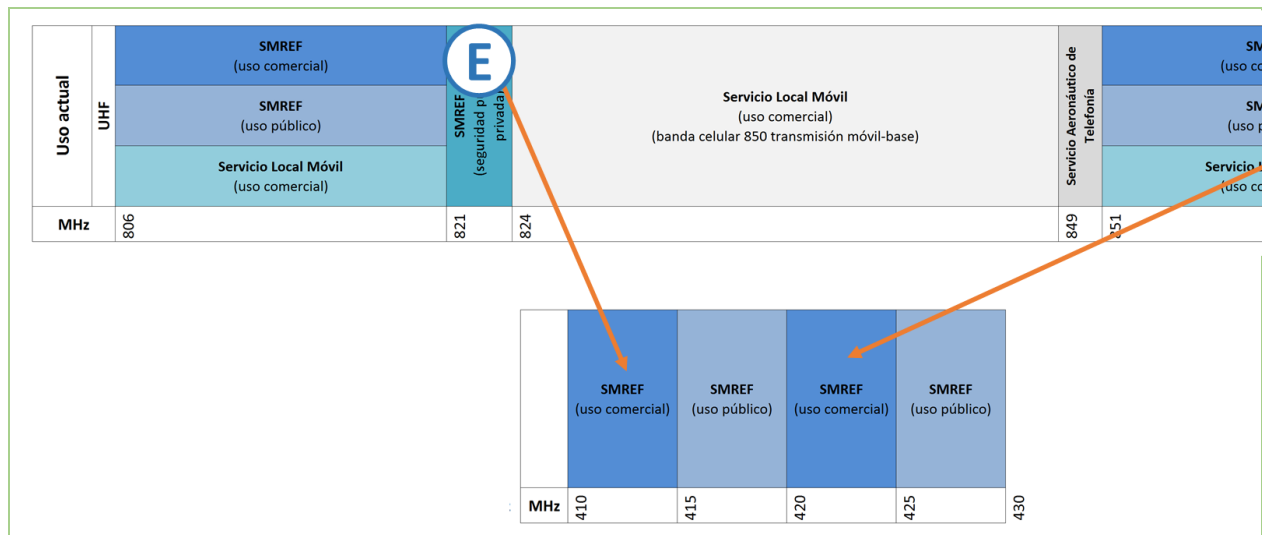 Uso actual
UHF
SMREF
(uso comercial)
SMREF
(uso público)
Servicio Local Móvil
(uso comercial)
SMREF
(seguridad
privada)
E
Servicio Local Móvil
(uso comercial)
(banda celular 850 transmisión móvil-base)
Servicio Aeronáutico de
Telefonía
(uso
(uso
Servicio
(uso
MHz
806
821
824
849
851
SMREF
(uso comercial)
SMREF
(uso público)
SMREF
(uso comercial)
SMREF
(uso público)
MHz
410
415
420
425
430